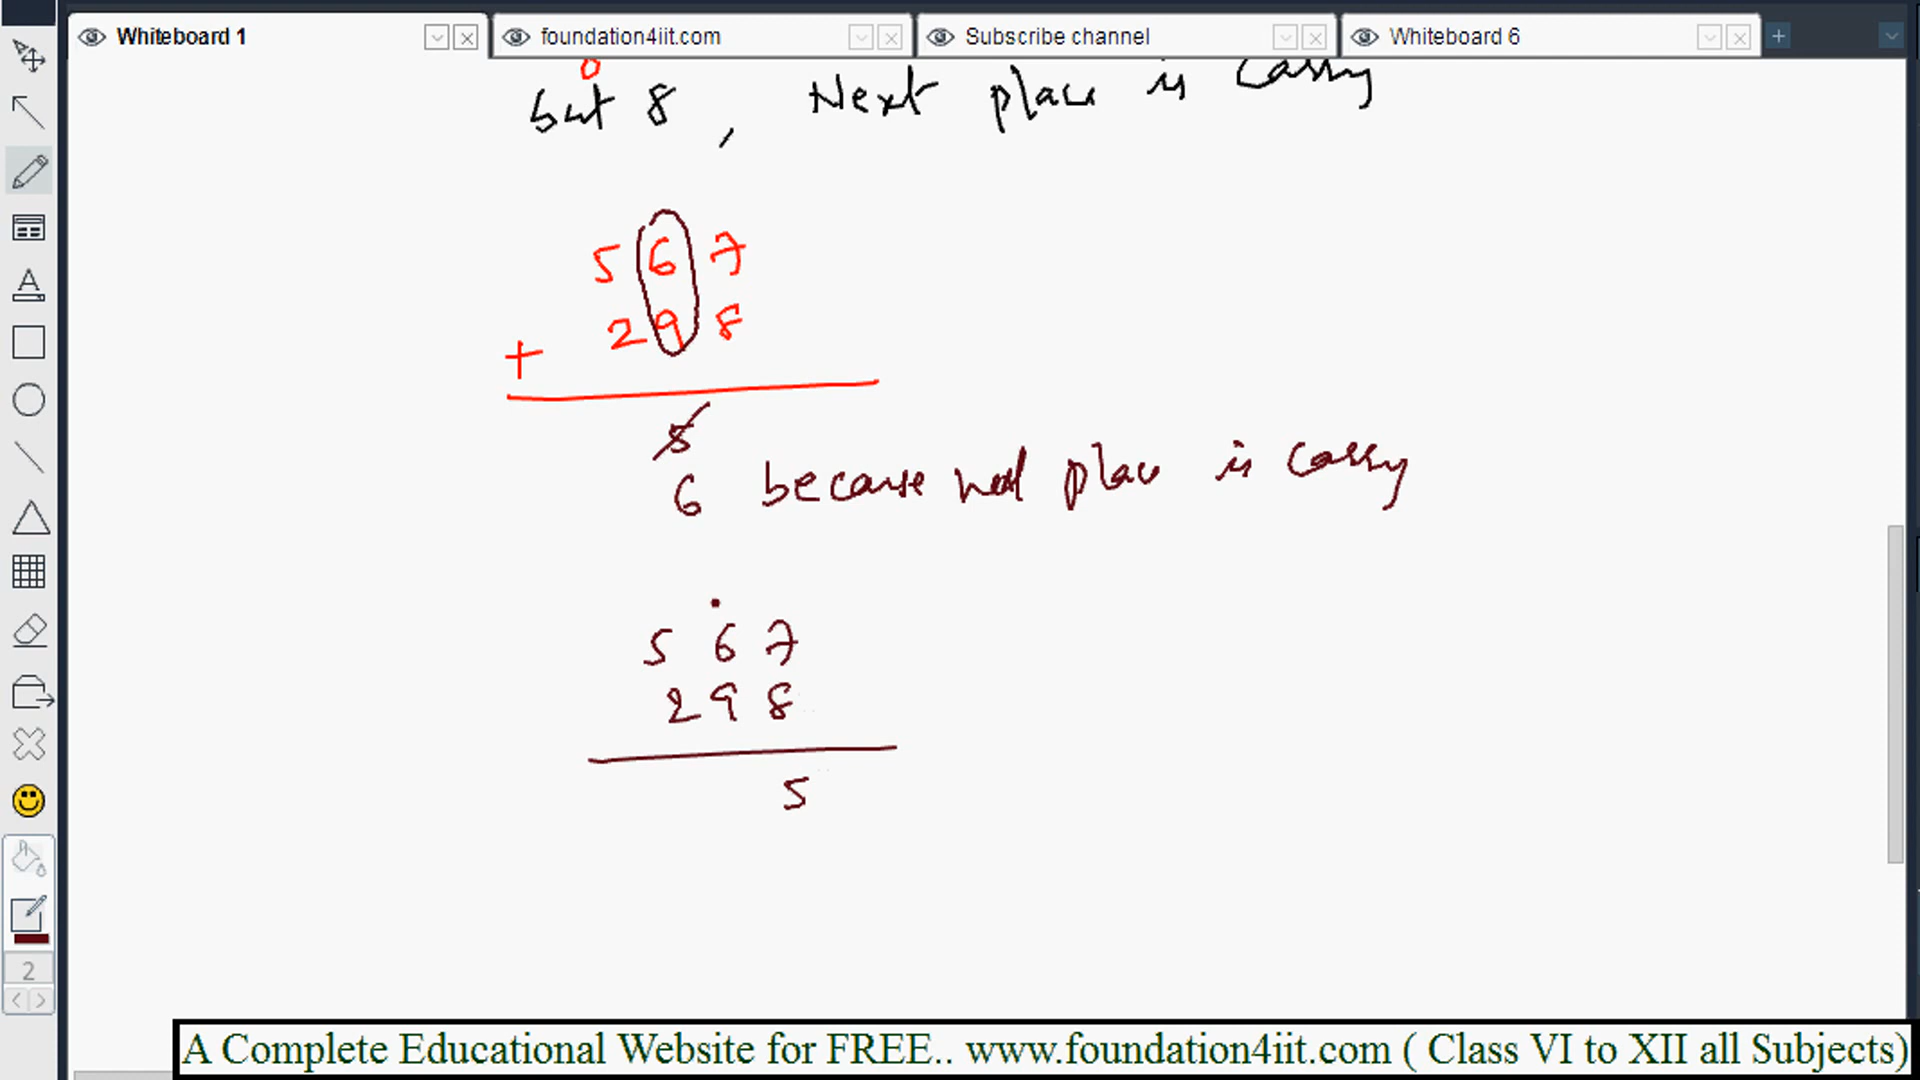 Whiteboard 1 foundation4iit.com Subscribe channel Whiteboard 6 +
0
but 8 , Next place is carry
5 6 7
+ 2 9 8
5
6 because next place is carry
5 6 7
2 9 8
5
2
A Complete Educational Website for FREE.. www.foundation4iit.com ( Class VI to XII all Subjects)